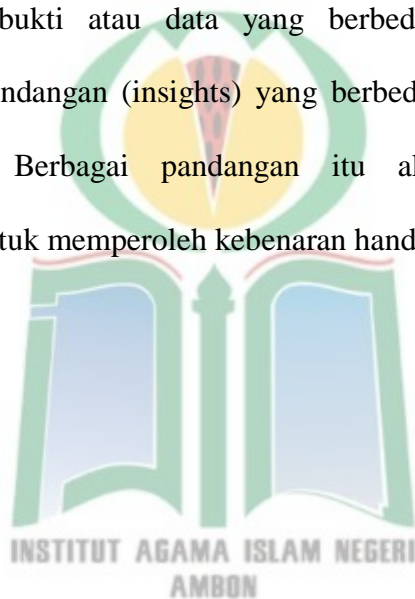 bukti atau data yang berbed
ndangan (insights) yang berbed
Berbagai pandangan itu a
tuk memperoleh kebenaran hand
INSTITUT AGAMA ISLAM NEGERI
AMBON